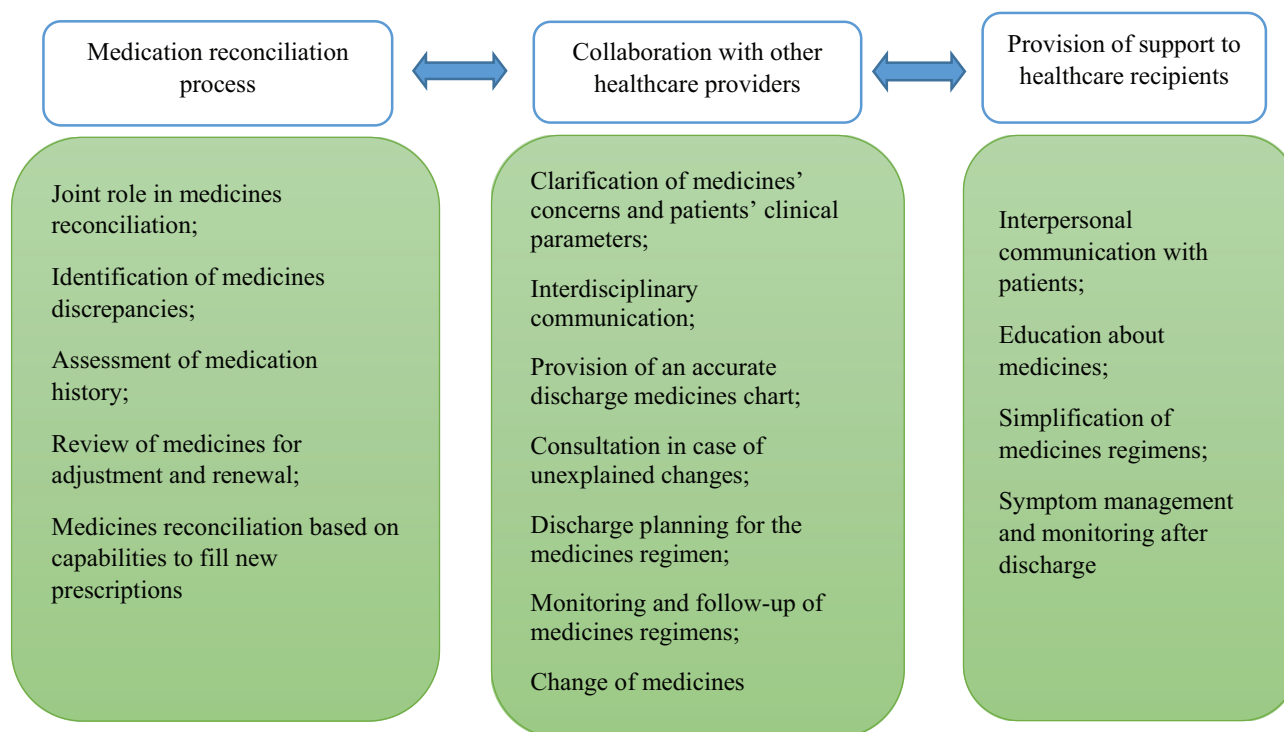 Medication reconciliation
process
Collaboration with other
healthcare providers
Provision of support to
healthcare recipients
Joint role in medicines
reconciliation;
Identification of medicines
discrepancies;
Assessment of medication
history;
Review of medicines for
adjustment and renewal;
Medicines reconciliation based on
capabilities to fill new
prescriptions
Clarification of medicines’
concerns and patients’ clinical
parameters;
Interdisciplinary
communication;
Provision of an accurate
discharge medicines chart;
Consultation in case of
unexplained changes;
Discharge planning for the
medicines regimen;
Monitoring and follow-up of
medicines regimens;
Change of medicines
Interpersonal
communication with
patients;
Education about
medicines;
Simplification of
medicines regimens;
Symptom management
and monitoring after
discharge